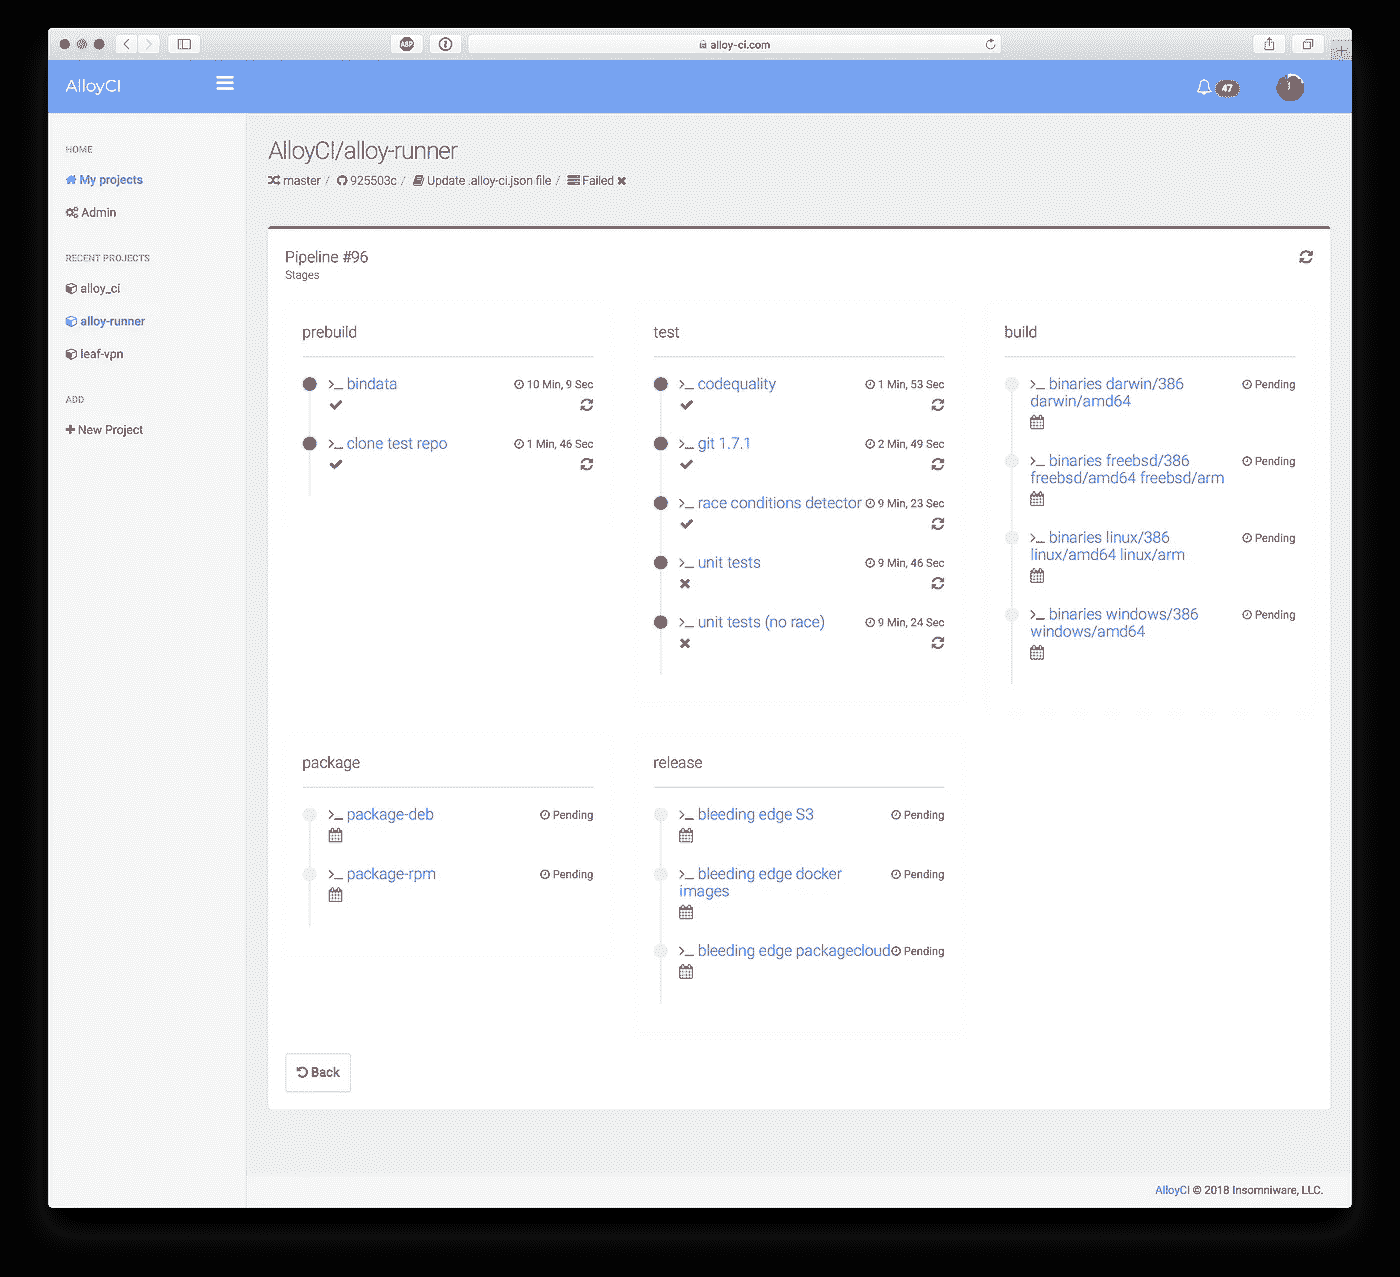 ABP
alloy-ci.com
AlloyCI
47
HOME
My projects
Admin
RECENT PROJECTS
alloy_ci
alloy-runner
leaf-vpn
ADD
New Project
AlloyCI/alloy-runner
master / 925503c / Update .alloy-ci.json file / Failed
Pipeline #96
Stages
prebuild
>_ bindata 10 Min, 9 Sec
>_ clone test repo 1 Min, 46 Sec
test
>_ codequality 1 Min, 53 Sec
>_ git 1.7.1 2 Min, 49 Sec
>_ race conditions detector 9 Min, 23 Sec
>_ unit tests 9 Min, 46 Sec
>_ unit tests (no race) 9 Min, 24 Sec
build
>_ binaries darwin/386 Pending
darwin/amd64
>_ binaries freebsd/386 Pending
freebsd/amd64 freebsd/arm
>_ binaries linux/386 Pending
linux/amd64 linux/arm
>_ binaries windows/386 Pending
windows/amd64
package
>_ package-deb Pending
>_ package-rpm Pending
release
>_ bleeding edge S3 Pending
>_ bleeding edge docker Pending
images
>_ bleeding edge packagecloud Pending
Back
AlloyCI © 2018 Insomniware, LLC.